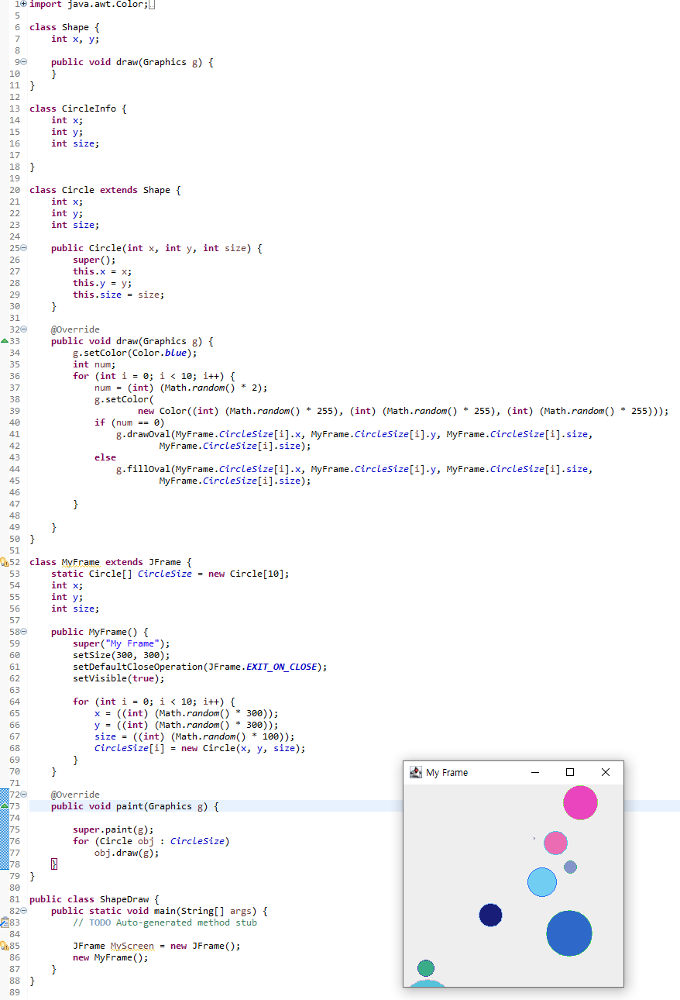 1 import java.awt.Color;
5
6 class Shape {
7     int x, y;
8
9     public void draw(Graphics g) {
10     }
11 }
12
13 class CircleInfo {
14     int x;
15     int y;
16     int size;
17
18 }
19
20 class Circle extends Shape {
21     int x;
22     int y;
23     int size;
24
25     public Circle(int x, int y, int size) {
26         super();
27         this.x = x;
28         this.y = y;
29         this.size = size;
30     }
31
32     @Override
33     public void draw(Graphics g) {
34         g.setColor(Color.blue);
35         int num;
36         for (int i = 0; i < 10; i++) {
37             num = (int) (Math.random() * 2);
38             g.setColor(
39                     new Color((int) (Math.random() * 255), (int) (Math.random() * 255), (int) (Math.random() * 255)));
40             if (num == 0)
41                 g.drawOval(MyFrame.CircleSize[i].x, MyFrame.CircleSize[i].y, MyFrame.CircleSize[i].size,
42                         MyFrame.CircleSize[i].size);
43             else
44                 g.fillOval(MyFrame.CircleSize[i].x, MyFrame.CircleSize[i].y, MyFrame.CircleSize[i].size,
45                         MyFrame.CircleSize[i].size);
46
47         }
48
49     }
50 }
51
52 class MyFrame extends JFrame {
53     static Circle[] CircleSize = new Circle[10];
54     int x;
55     int y;
56     int size;
57
58     public MyFrame() {
59         super("My Frame");
60         setSize(300, 300);
61         setDefaultCloseOperation(JFrame.EXIT_ON_CLOSE);
62         setVisible(true);
63
64         for (int i = 0; i < 10; i++) {
65             x = ((int) (Math.random() * 300));
66             y = ((int) (Math.random() * 300));
67             size = ((int) (Math.random() * 100));
68             CircleSize[i] = new Circle(x, y, size);
69         }
70     }
71
72     @Override
73     public void paint(Graphics g) {
74
75         super.paint(g);
76         for (Circle obj : CircleSize)
77             obj.draw(g);
78     }
79 }
80
81 public class ShapeDraw {
82     public static void main(String[] args) {
83         // TODO Auto-generated method stub
84
85         JFrame MyScreen = new JFrame();
86         new MyFrame();
87     }
88 }
89
My Frame